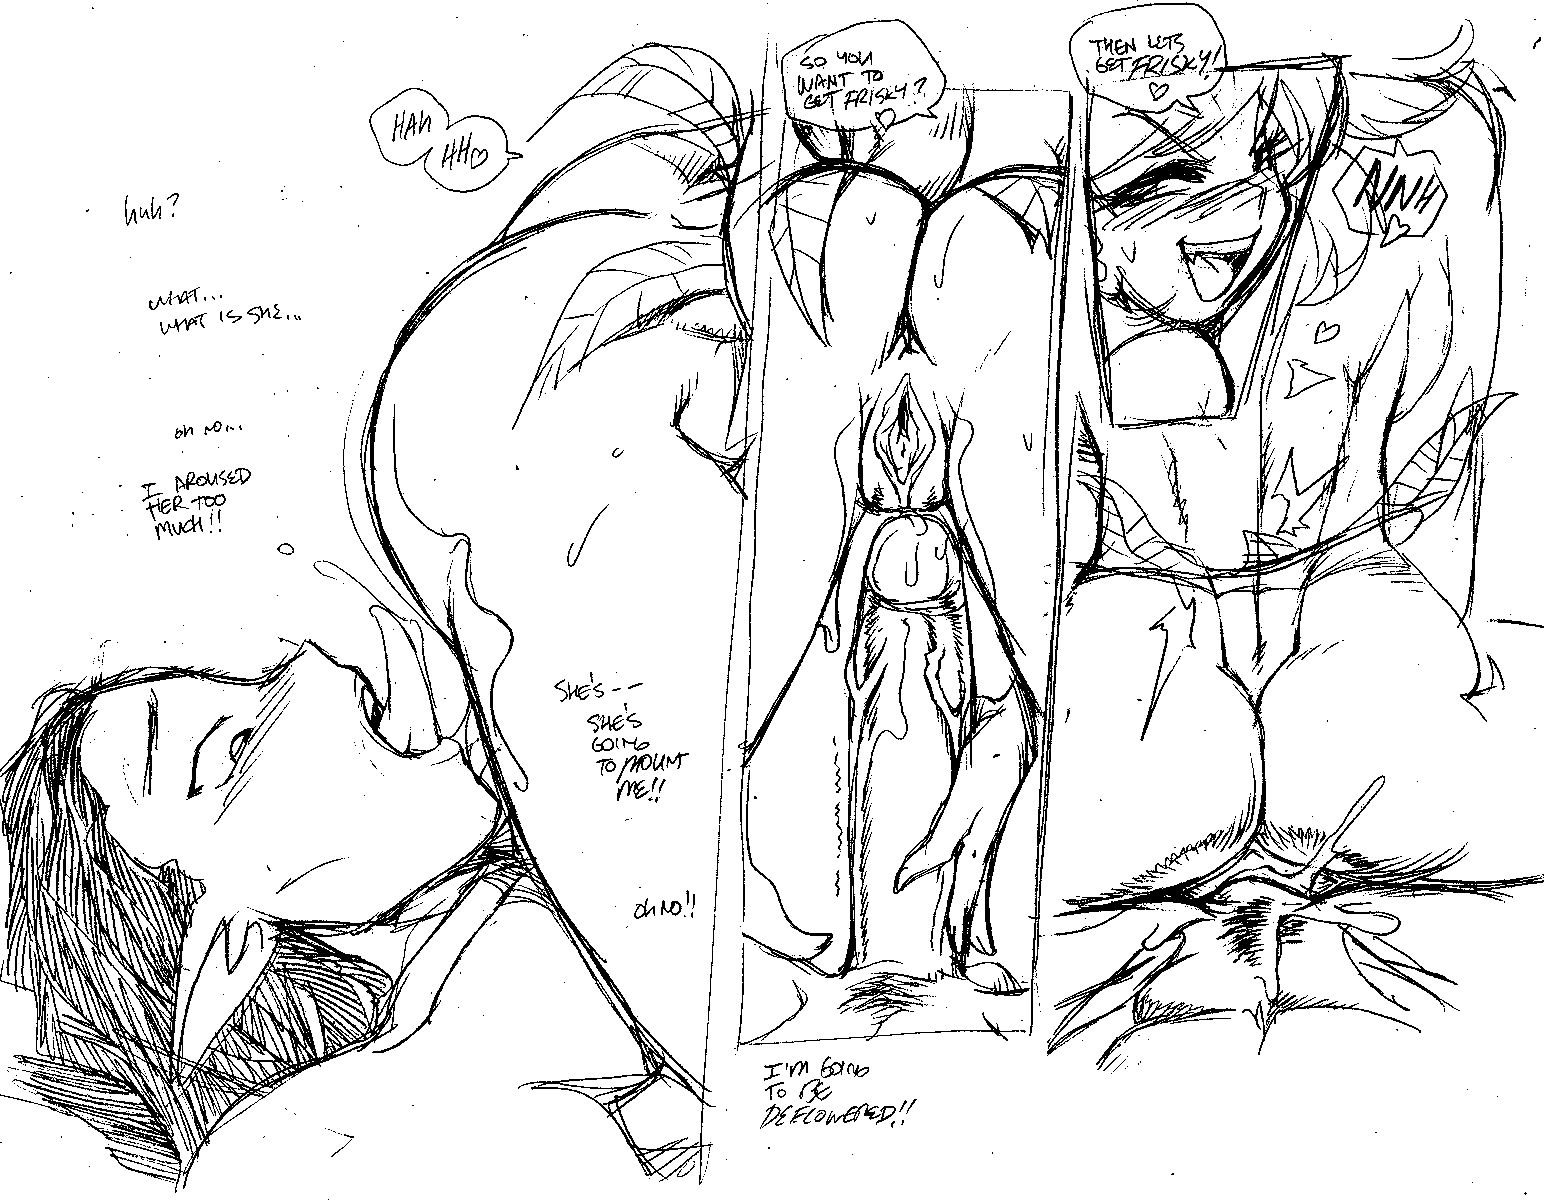 HAH
HH♡
huh?
WHAT...
WHAT IS SHE...
OH NO...
I AROUSED
HER TOO
MUCH!!
SHE'S--
SHE'S
GOING
TO MOUNT
ME!!
OH NO!!
SO YOU
WANT TO
GET FRISKY?
♡
I'M GOING
TO BE
DEFLOWERED!!
THEN LETS
GET FRISKY!
♡
NNH